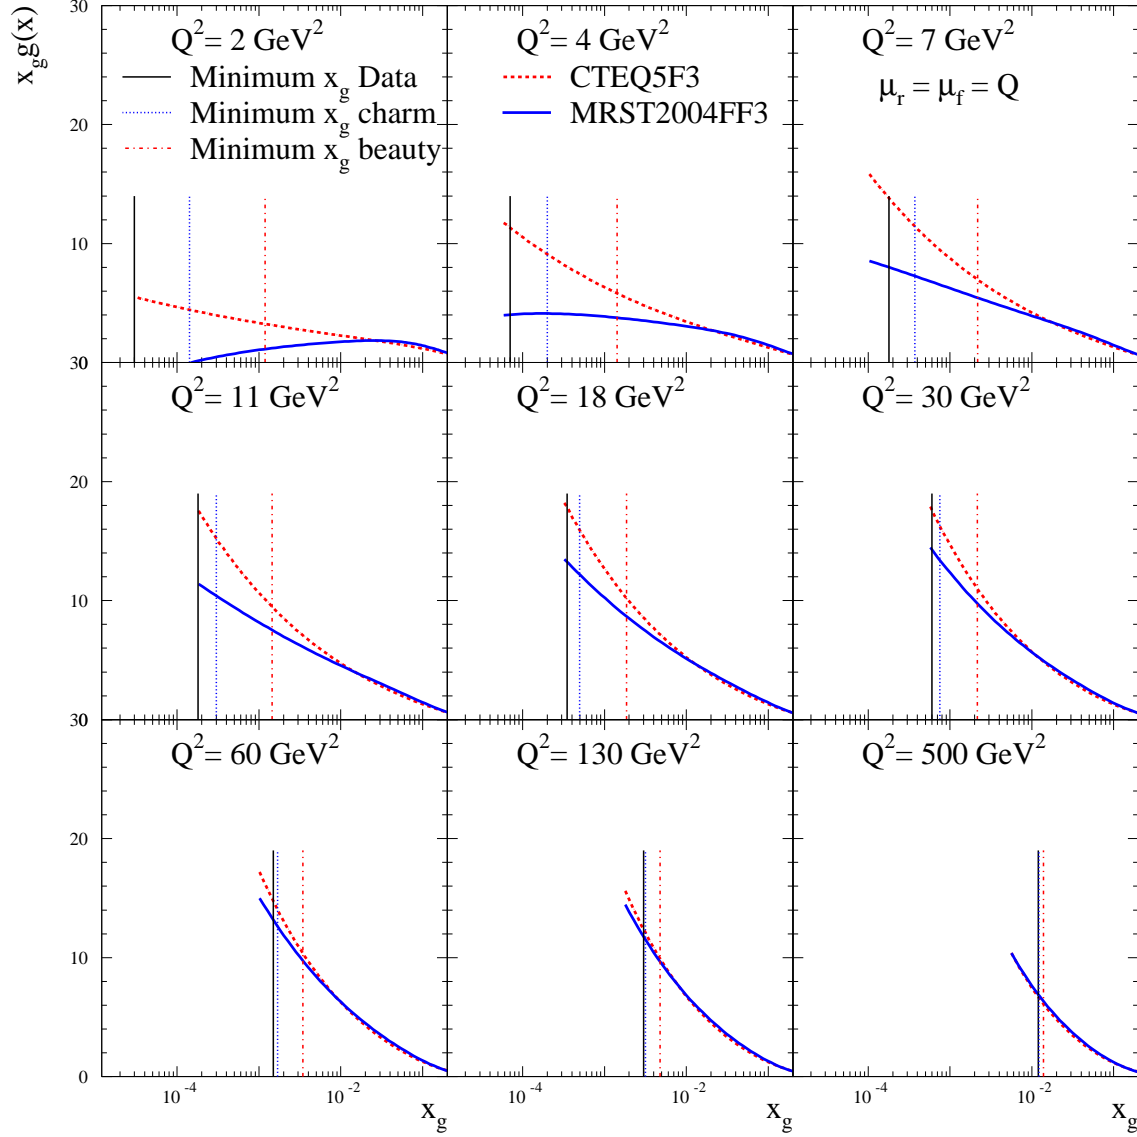 x_g g(x)
30
20
10
Q²= 2 GeV²
Minimum x_g Data
Minimum x_g charm
Minimum x_g beauty
Q²= 4 GeV²
CTEQ5F3
MRST2004FF3
Q²= 7 GeV²
μ_r = μ_f = Q
30
20
10
Q²= 11 GeV²
Q²= 18 GeV²
Q²= 30 GeV²
30
20
10
0
Q²= 60 GeV²
Q²= 130 GeV²
Q²= 500 GeV²
10⁻⁴ 10⁻² 10⁻⁴ 10⁻² 10⁻⁴ 10⁻²
x_g x_g x_g